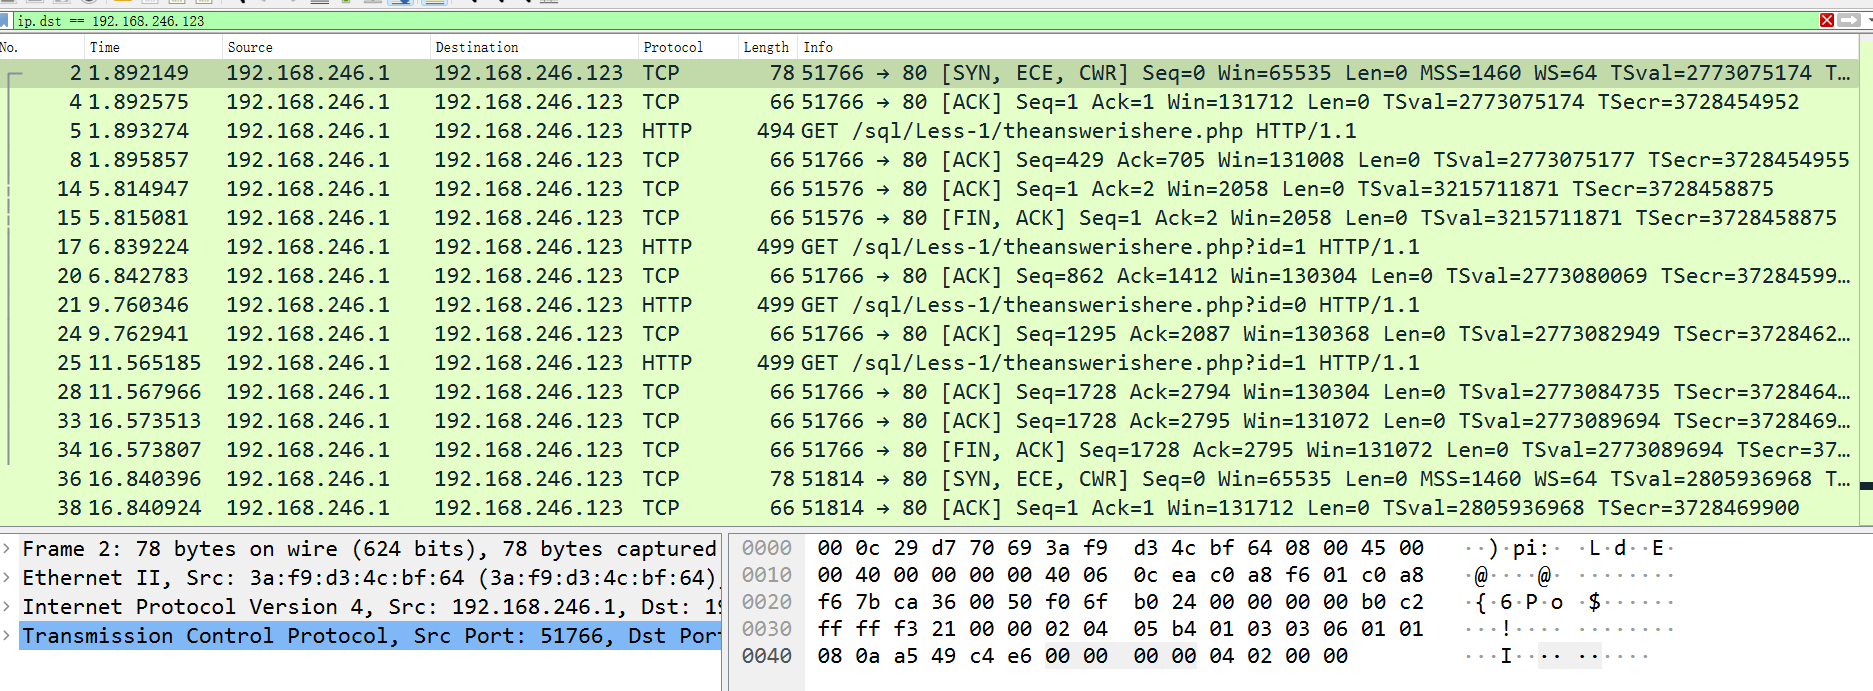 ip.dst == 192.168.246.123
No. Time Source Destination Protocol Length Info
2 1.892149 192.168.246.1 192.168.246.123 TCP 78 51766 → 80 [SYN, ECE, CWR] Seq=0 Win=65535 Len=0 MSS=1460 WS=64 TSval=2773075174 T…
4 1.892575 192.168.246.1 192.168.246.123 TCP 66 51766 → 80 [ACK] Seq=1 Ack=1 Win=131712 Len=0 TSval=2773075174 TSecr=3728454952
5 1.893274 192.168.246.1 192.168.246.123 HTTP 494 GET /sql/Less-1/theanswerishere.php HTTP/1.1
8 1.895857 192.168.246.1 192.168.246.123 TCP 66 51766 → 80 [ACK] Seq=429 Ack=705 Win=131008 Len=0 TSval=2773075177 TSecr=3728454955
14 5.814947 192.168.246.1 192.168.246.123 TCP 66 51576 → 80 [ACK] Seq=1 Ack=2 Win=2058 Len=0 TSval=3215711871 TSecr=3728458875
15 5.815081 192.168.246.1 192.168.246.123 TCP 66 51576 → 80 [FIN, ACK] Seq=1 Ack=2 Win=2058 Len=0 TSval=3215711871 TSecr=3728458875
17 6.839224 192.168.246.1 192.168.246.123 HTTP 499 GET /sql/Less-1/theanswerishere.php?id=1 HTTP/1.1
20 6.842783 192.168.246.1 192.168.246.123 TCP 66 51766 → 80 [ACK] Seq=862 Ack=1412 Win=130304 Len=0 TSval=2773080069 TSecr=37284599…
21 9.760346 192.168.246.1 192.168.246.123 HTTP 499 GET /sql/Less-1/theanswerishere.php?id=0 HTTP/1.1
24 9.762941 192.168.246.1 192.168.246.123 TCP 66 51766 → 80 [ACK] Seq=1295 Ack=2087 Win=130368 Len=0 TSval=2773082949 TSecr=3728462…
25 11.565185 192.168.246.1 192.168.246.123 HTTP 499 GET /sql/Less-1/theanswerishere.php?id=1 HTTP/1.1
28 11.567966 192.168.246.1 192.168.246.123 TCP 66 51766 → 80 [ACK] Seq=1728 Ack=2794 Win=130304 Len=0 TSval=2773084735 TSecr=3728464…
33 16.573513 192.168.246.1 192.168.246.123 TCP 66 51766 → 80 [ACK] Seq=1728 Ack=2795 Win=131072 Len=0 TSval=2773089694 TSecr=3728469…
34 16.573807 192.168.246.1 192.168.246.123 TCP 66 51766 → 80 [FIN, ACK] Seq=1728 Ack=2795 Win=131072 Len=0 TSval=2773089694 TSecr=37…
36 16.840396 192.168.246.1 192.168.246.123 TCP 78 51814 → 80 [SYN, ECE, CWR] Seq=0 Win=65535 Len=0 MSS=1460 WS=64 TSval=2805936968 T…
38 16.840924 192.168.246.1 192.168.246.123 TCP 66 51814 → 80 [ACK] Seq=1 Ack=1 Win=131712 Len=0 TSval=2805936968 TSecr=3728469900
Frame 2: 78 bytes on wire (624 bits), 78 bytes captured
Ethernet II, Src: 3a:f9:d3:4c:bf:64 (3a:f9:d3:4c:bf:64),
Internet Protocol Version 4, Src: 192.168.246.1, Dst: 19
Transmission Control Protocol, Src Port: 51766, Dst Por
0000 00 0c 29 d7 70 69 3a f9 d3 4c bf 64 08 00 45 00 ··)·pi:· ·L·d··E·
0010 00 40 00 00 00 00 40 06 0c ea c0 a8 f6 01 c0 a8 ·@····@· ········
0020 f6 7b ca 36 00 50 f0 6f b0 24 00 00 00 00 b0 c2 ·{·6·P·o ·$······
0030 ff ff f3 21 00 00 02 04 05 b4 01 03 03 06 01 01 ···!···· ········
0040 08 0a a5 49 c4 e6 00 00 00 00 04 02 00 00 ···I···· ······